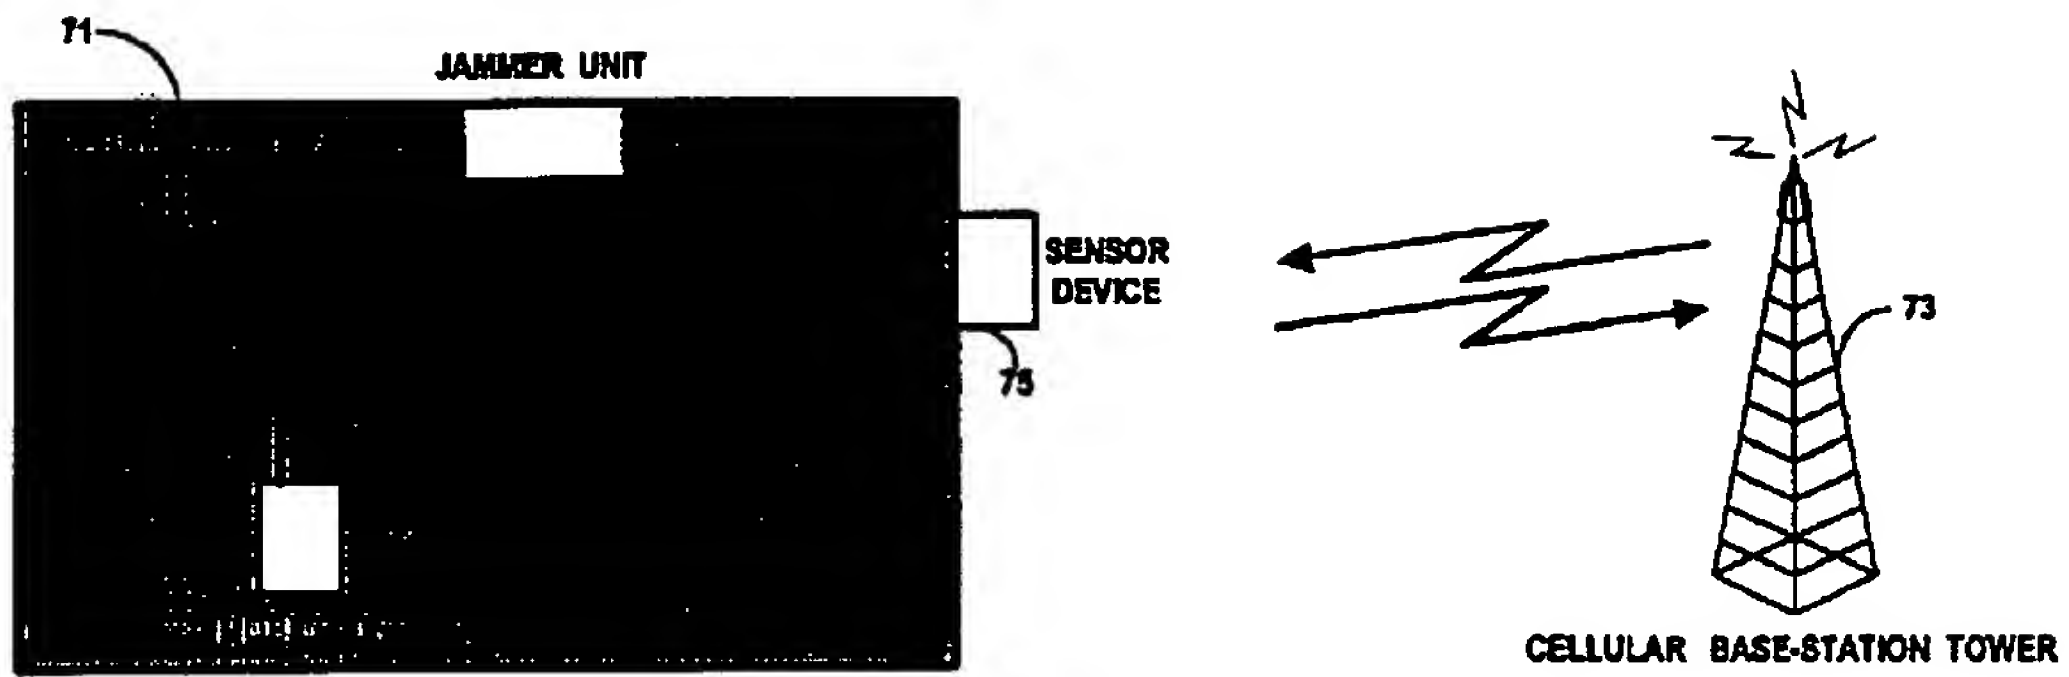 71
JAMMER UNIT
SENSOR
DEVICE
75
73
CELLULAR BASE-STATION TOWER